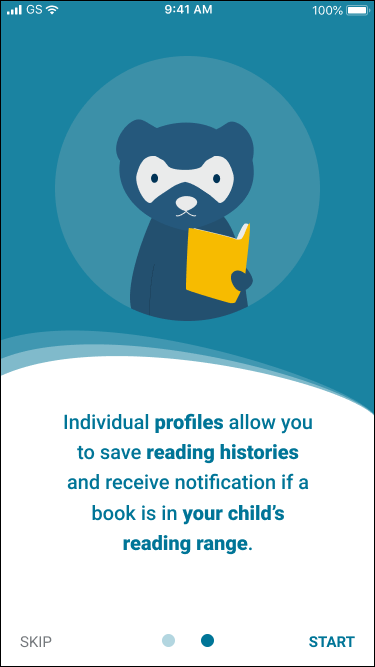 GS 9:41 AM 100%
Individual profiles allow you
to save reading histories
and receive notification if a
book is in your child’s
reading range.
SKIP START